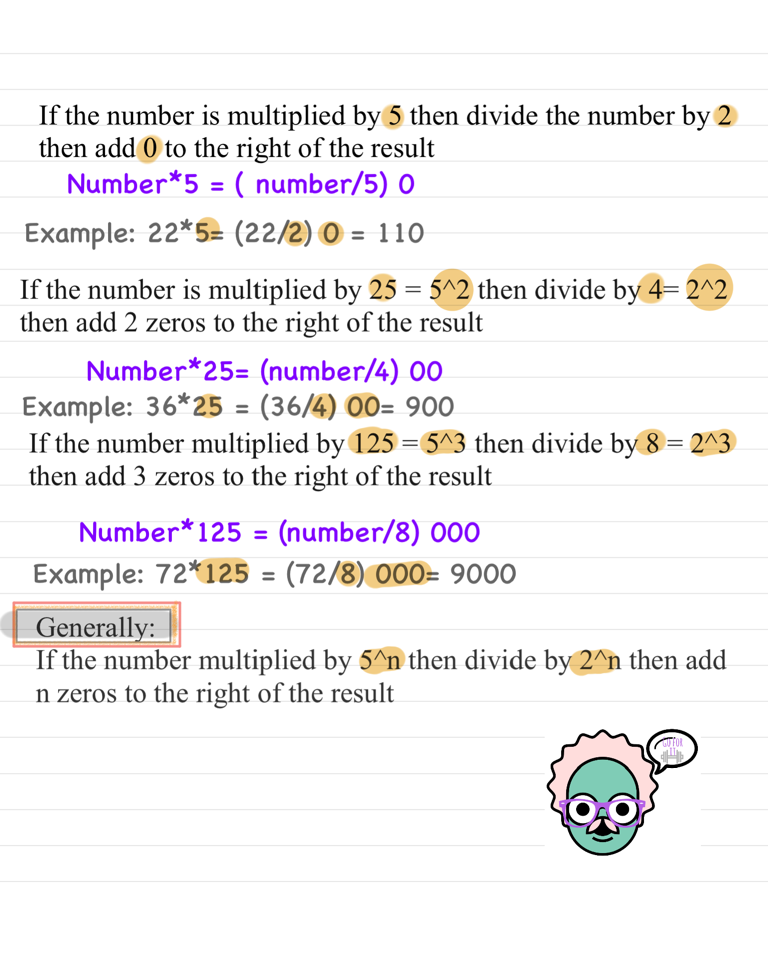 If the number is multiplied by 5 then divide the number by 2
then add 0 to the right of the result
Number*5 = ( number/5) 0
Example: 22*5= (22/2) 0 = 110
If the number is multiplied by 25 = 5^2 then divide by 4= 2^2
then add 2 zeros to the right of the result
Number*25= (number/4) 00
Example: 36*25 = (36/4) 00= 900
If the number multiplied by 125 = 5^3 then divide by 8 = 2^3
then add 3 zeros to the right of the result
Number*125 = (number/8) 000
Example: 72*125 = (72/8) 000= 9000
Generally:
If the number multiplied by 5^n then divide by 2^n then add
n zeros to the right of the result
GO FOR
IT